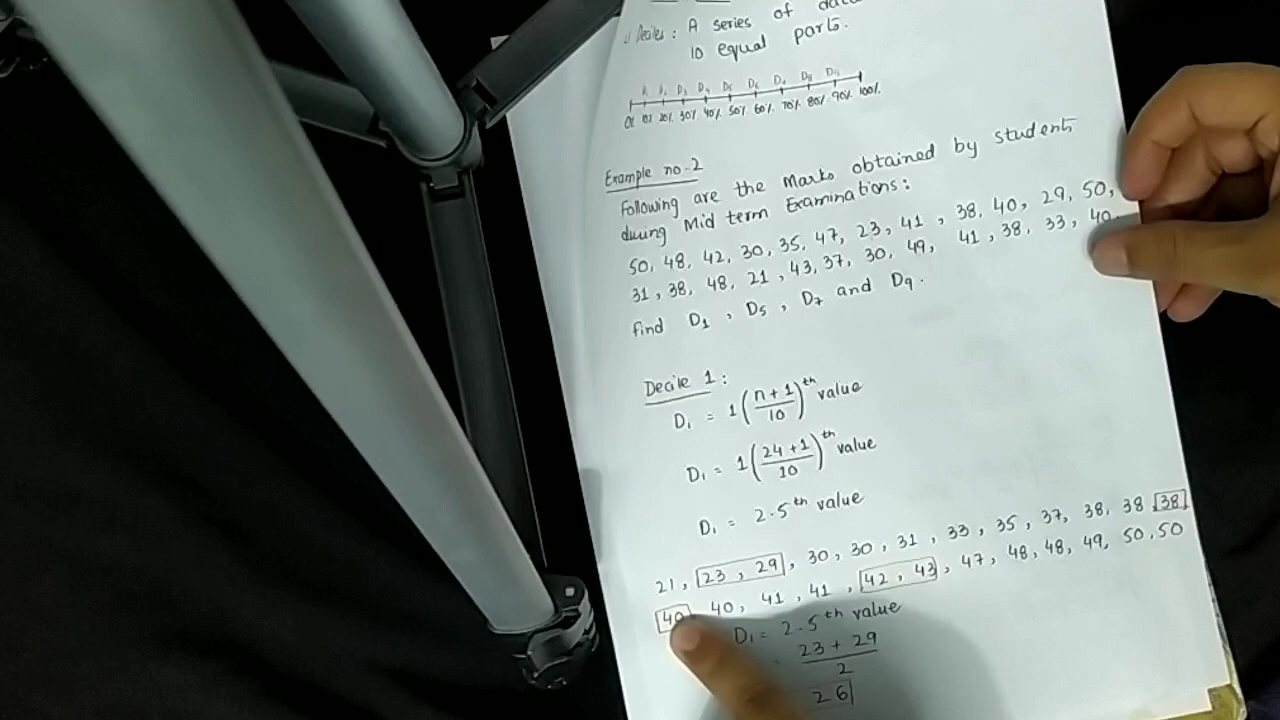 Deciles: A series of data
10 equal parts.
D₂ D₃ D₄ D₅ D₆ D₇ D₈ D₉
0% 10% 20% 30% 40% 50% 60% 70% 80% 90% 100%
Example no-2
Following are the Marks obtained by students
during Mid term Examinations:
50, 48, 42, 30, 35, 47, 23, 41, 38, 40, 29, 50,
31, 38, 48, 21, 43, 37, 30, 49, 41, 38, 33, 40
find D₁, D₅, D₇ and D₉.
Decile 1:
D₁ = 1(n+1/10)th value
D₁ = 1(24+1/10)th value
D₁ = 2.5th value
21, 23, 29, 30, 30, 31, 33, 35, 37, 38, 38 38
40 40, 41, 41, 42, 43, 47, 48, 48, 49, 50, 50
D₁ = 2.5th value
23 + 29
2
26